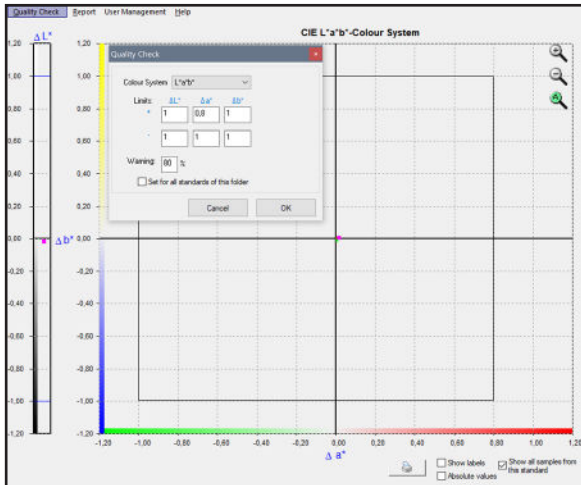 Quality Check Report User Management Help
Δ L*
CIE L*a*b*-Colour System
1,20
1,00
0,80
0,60
0,40
0,20
0,00
-0,20
-0,40
-0,60
-0,80
-1,00
-1,20
Δ b*
1,20
1,00
0,80
0,60
0,40
0,20
0,00
-0,20
-0,40
-0,60
-0,80
-1,00
-1,20
Quality Check
Colour System L*a*b*
Limits: ΔL* Δa* Δb*
+ 1 0,8 1
- 1 1 1
Warning: 80 %
Set for all standards of this folder
Cancel OK
-1,20 -1,00 -0,80 -0,60 -0,40 -0,20 0,00 0,20 0,40 0,60 0,80 1,00 1,20
Δ a*
Show labels
Absolute values
Show all samples from
this standard